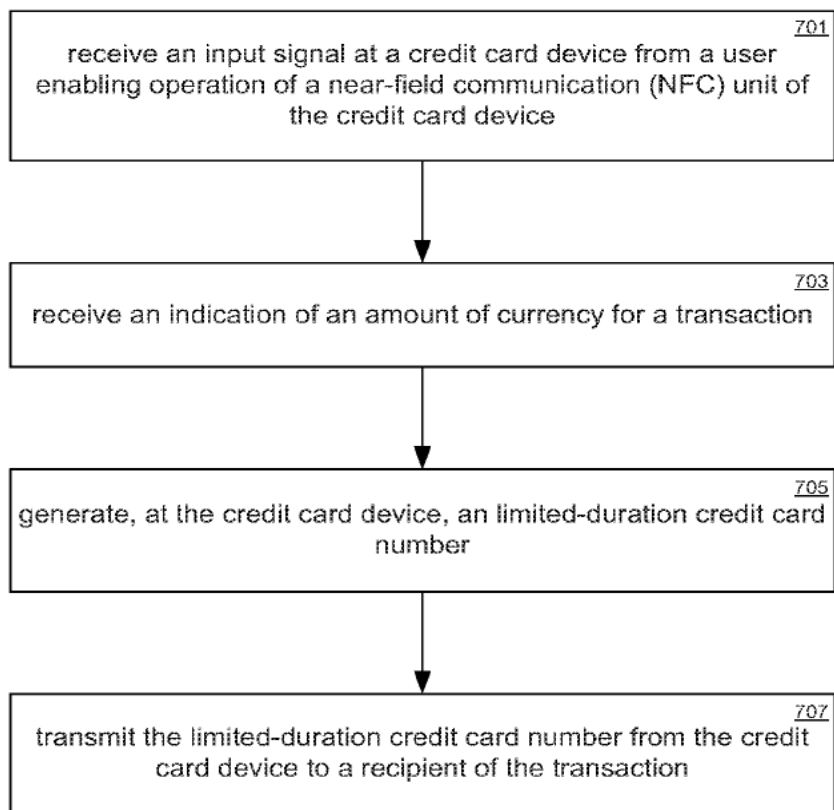 701
receive an input signal at a credit card device from a user
enabling operation of a near-field communication (NFC) unit of
the credit card device
703
receive an indication of an amount of currency for a transaction
705
generate, at the credit card device, an limited-duration credit card
number
707
transmit the limited-duration credit card number from the credit
card device to a recipient of the transaction